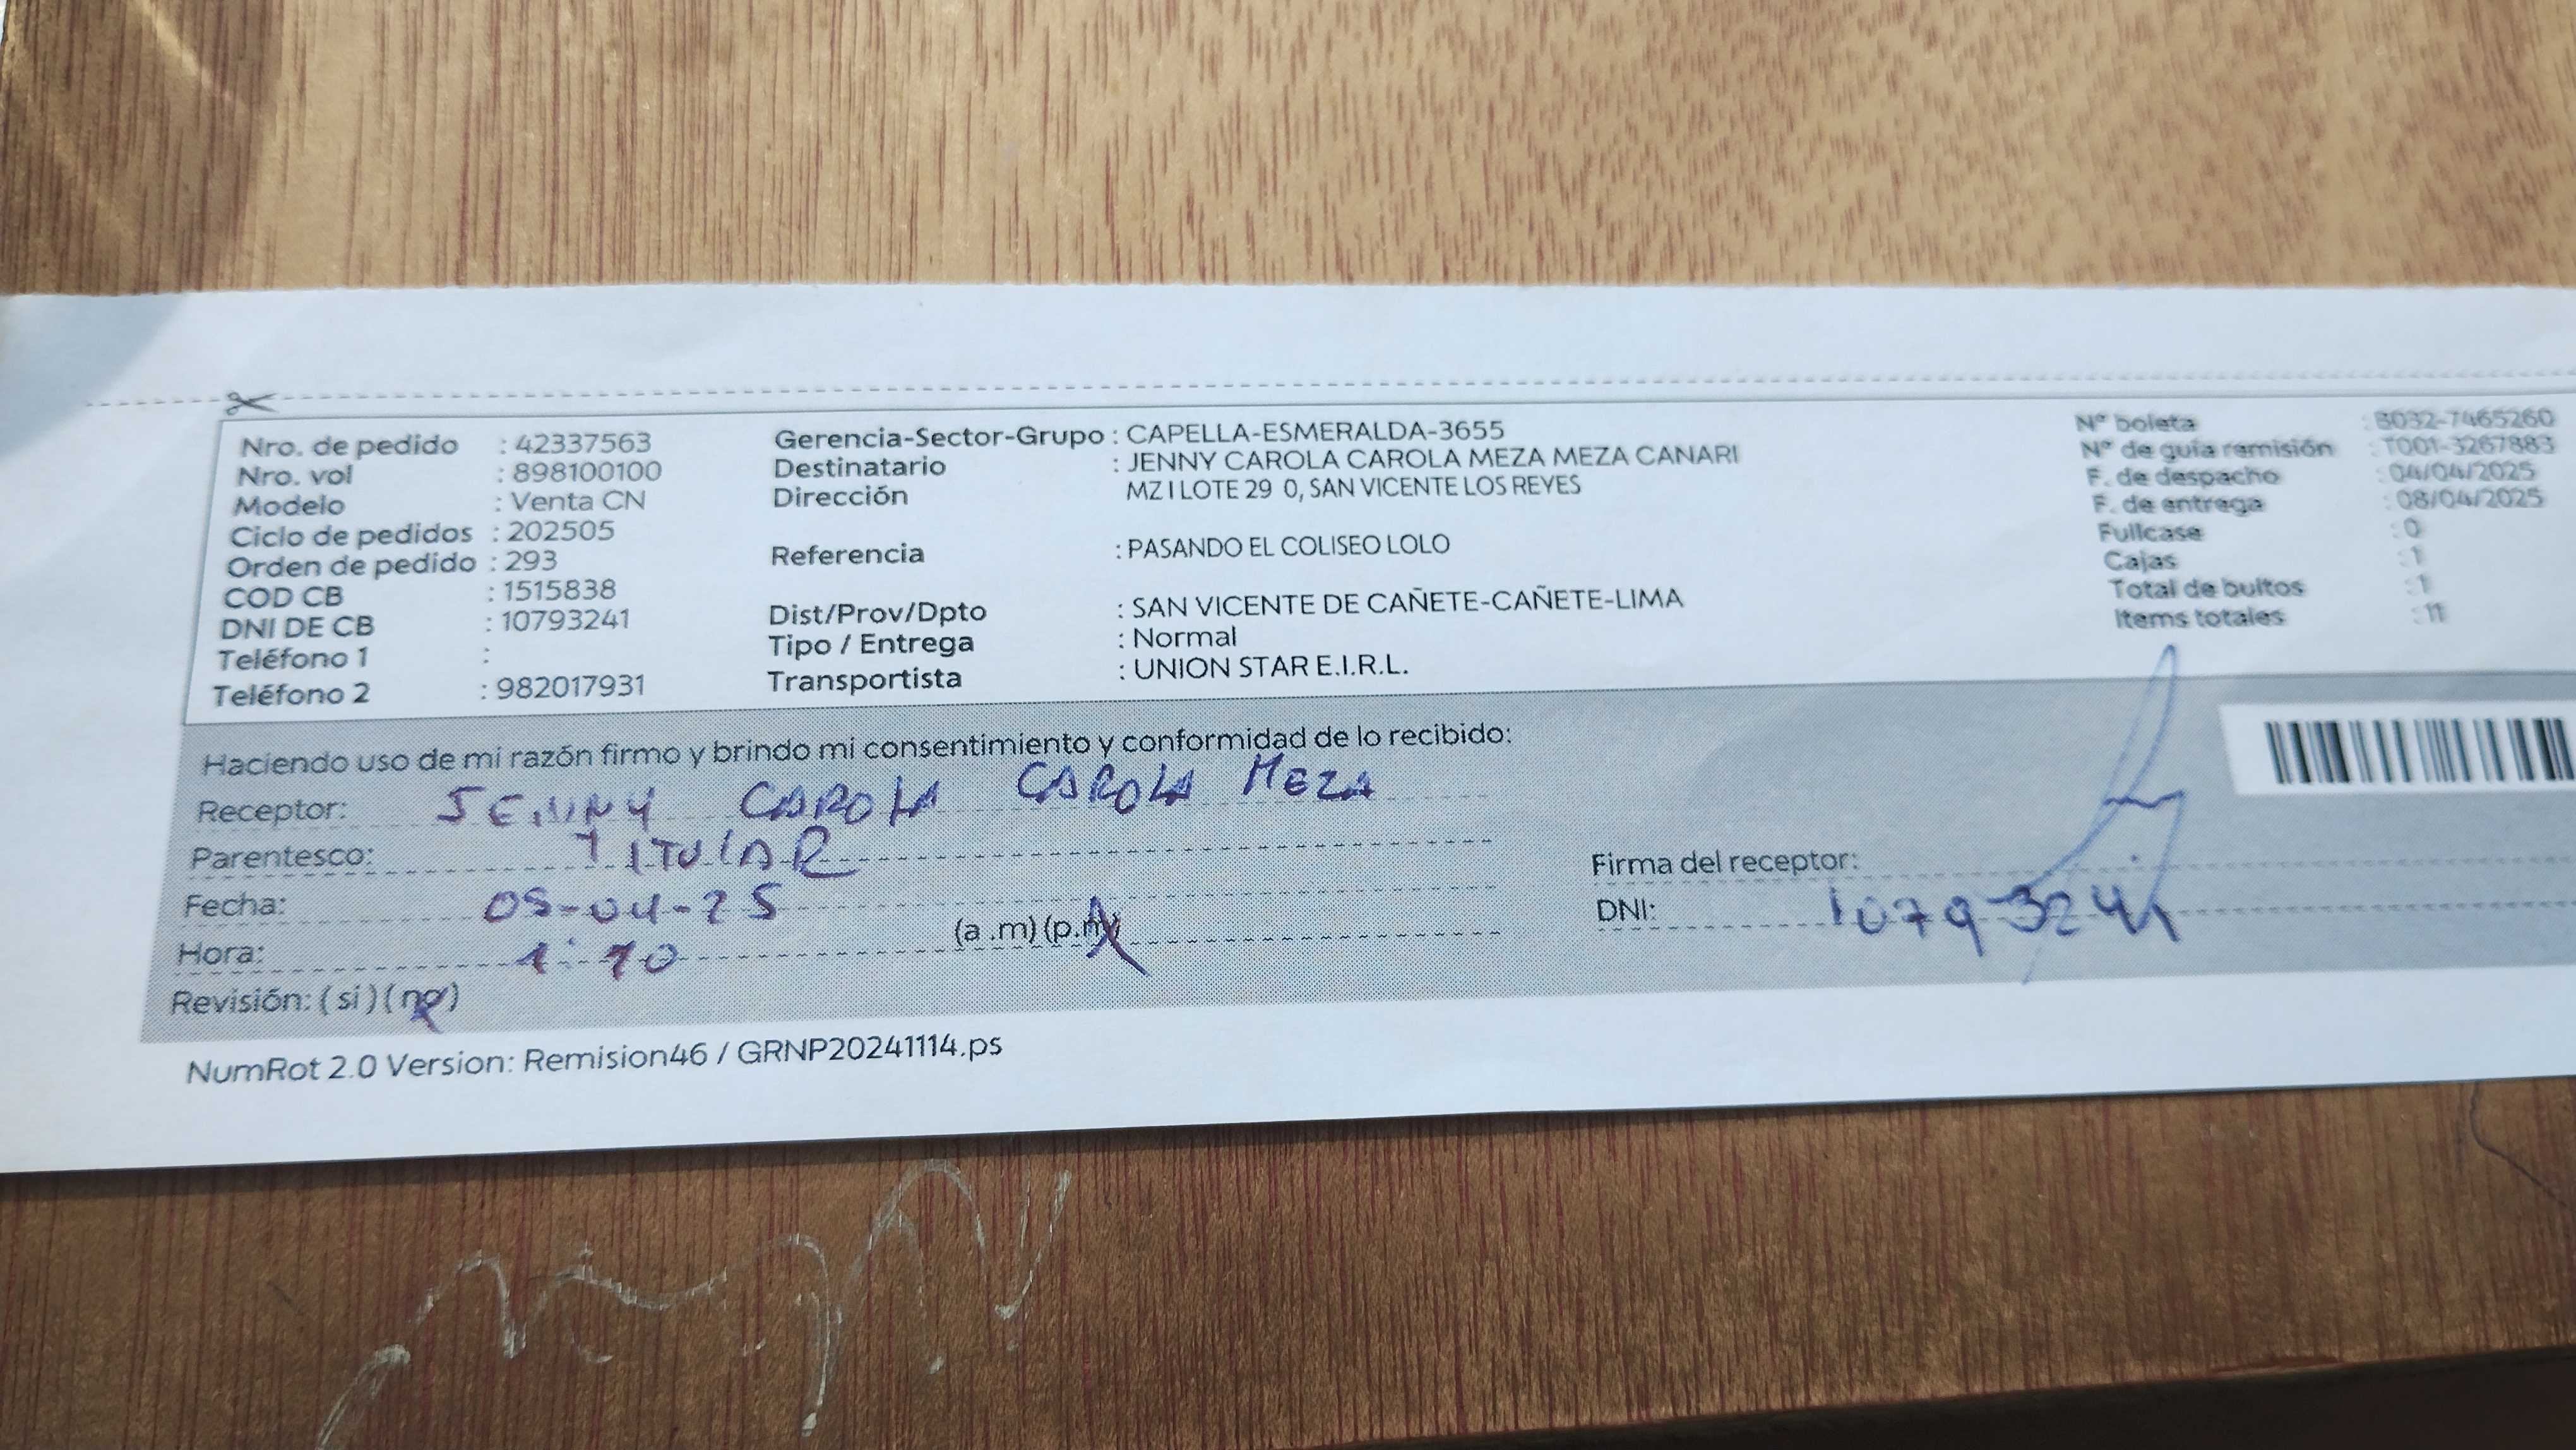 Nro. de pedido : 42337563
Nro. vol : 898100100
Modelo : Venta CN
Ciclo de pedidos : 202505
Orden de pedido : 293
COD CB : 1515838
DNI DE CB : 10793241
Teléfono 1 :
Teléfono 2 : 982017931
Gerencia-Sector-Grupo : CAPELLA-ESMERALDA-3655
Destinatario : JENNY CAROLA CAROLA MEZA MEZA CANARI
Dirección MZ I LOTE 29 0, SAN VICENTE LOS REYES
Referencia : PASANDO EL COLISEO LOLO
Dist/Prov/Dpto : SAN VICENTE DE CAÑETE-CAÑETE-LIMA
Tipo / Entrega : Normal
Transportista : UNION STAR E.I.R.L.
N° boleta : B032-7465260
N° de guía remisión : T001-3267883
F. de despacho : 04/04/2025
F. de entrega : 08/04/2025
Fullcase : 0
Cajas : 1
Total de bultos : 1
Items totales : 11
Haciendo uso de mi razón firmo y brindo mi consentimiento y conformidad de lo recibido:
Receptor: JENNY CAROLA CAROLA MEZA
Parentesco: TITULAR
Fecha: 05-04-25
Hora: 1:10 (a .m) (p.m)
Revisión: ( si ) ( no )
Firma del receptor:
DNI: 10793241
NumRot 2.0 Version: Remision46 / GRNP20241114.ps